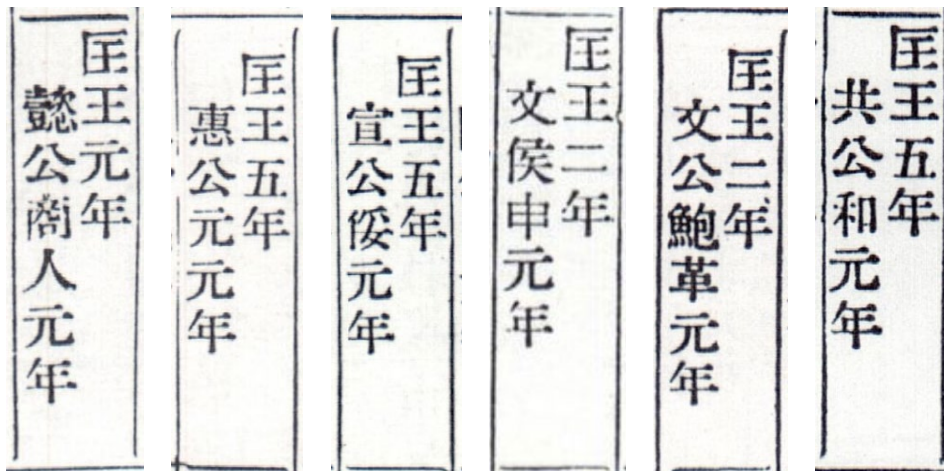 匡王元年
懿公商人元年
匡王五年
惠公元元年
匡王五年
宣公俀元年
匡王二年
文侯申元年
匡王二年
文公鮑革元年
匡王五年
共公和元年